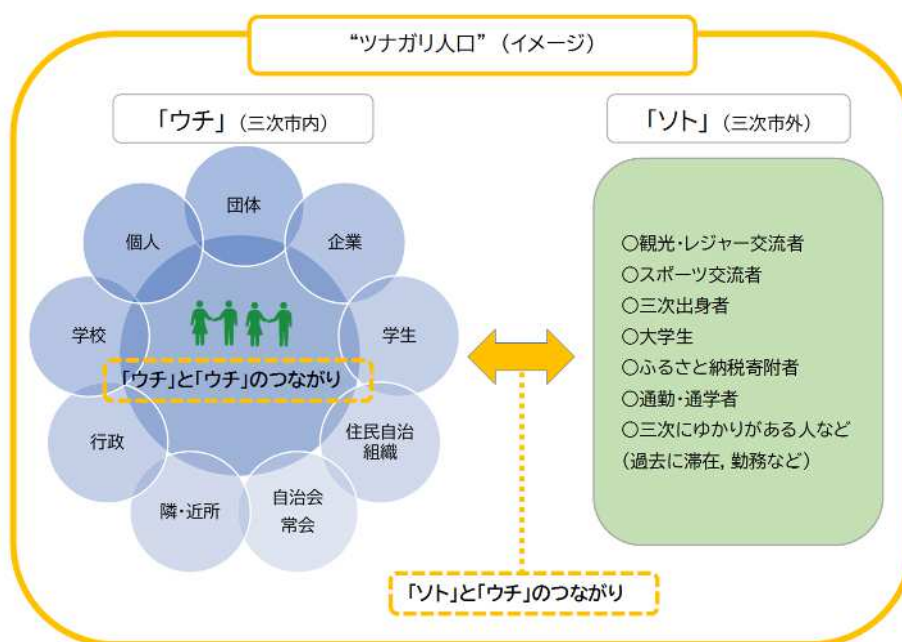 “ツナガリ人口”（イメージ）
「ウチ」（三次市内）
団体
個人
企業
学校
学生
「ウチ」と「ウチ」のつながり
行政
住民自治
組織
隣・近所
自治会
常会
「ソト」（三次市外）
○観光・レジャー交流者
○スポーツ交流者
○三次出身者
○大学生
○ふるさと納税寄附者
○通勤・通学者
○三次にゆかりがある人など
（過去に滞在，勤務など）
「ソト」と「ウチ」のつながり